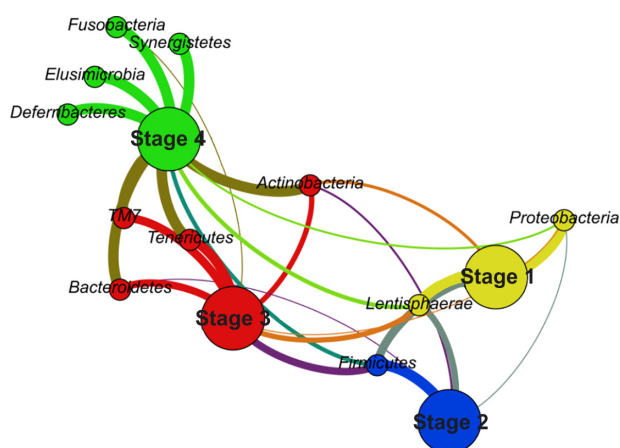 Fusobacteria
Synergistetes
Elusimicrobia
Deferribacteres
Stage 4
Actinobacteria
TM7
Proteobacteria
Tenericutes
Stage 1
Bacteroidetes
Lentisphaerae
Stage 3
Firmicutes
Stage 2